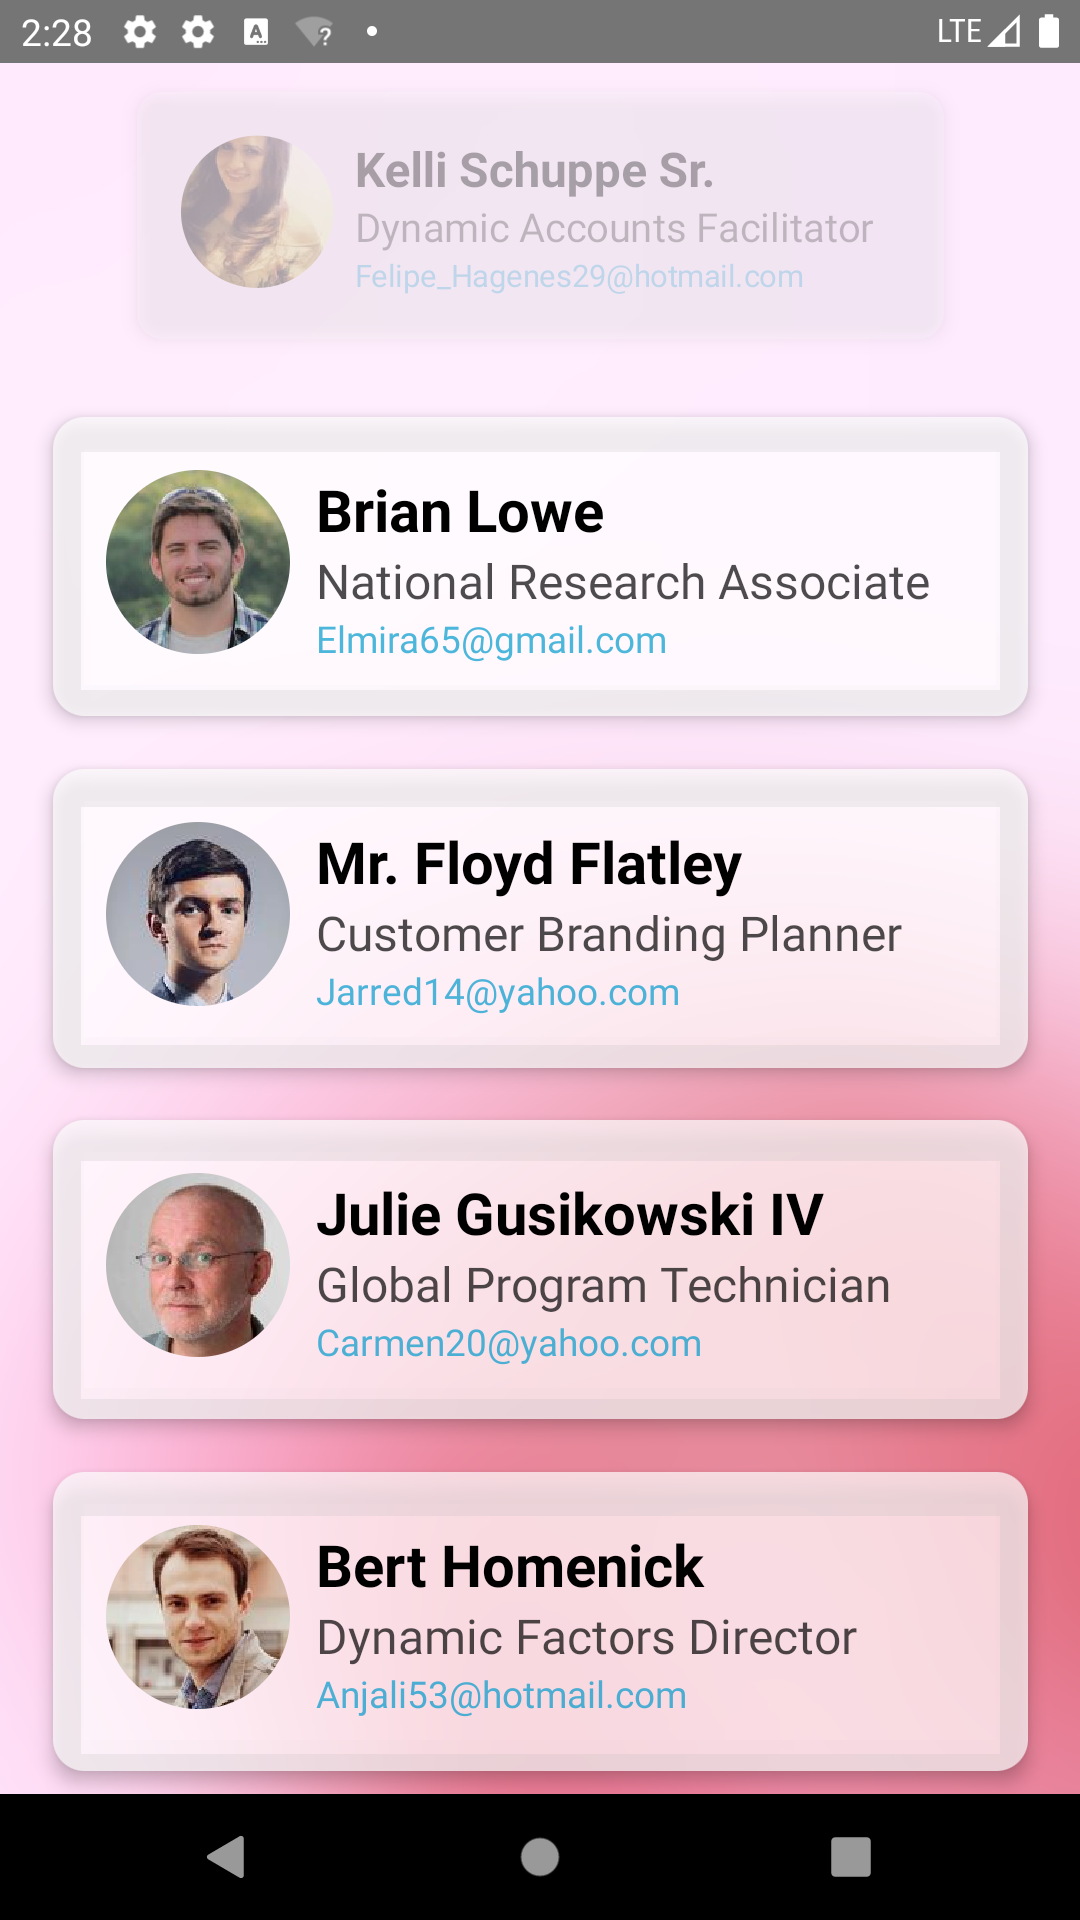 2:28
LTE
Kelli Schuppe Sr.
Dynamic Accounts Facilitator
Felipe_Hagenes29@hotmail.com
Brian Lowe
National Research Associate
Elmira65@gmail.com
Mr. Floyd Flatley
Customer Branding Planner
Jarred14@yahoo.com
Julie Gusikowski IV
Global Program Technician
Carmen20@yahoo.com
Bert Homenick
Dynamic Factors Director
Anjali53@hotmail.com